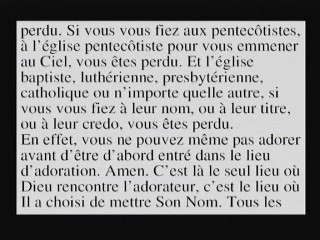 perdu. Si vous vous fiez aux pentecôtistes,
à l'église pentecôtiste pour vous emmener
au Ciel, vous êtes perdu. Et l'église
baptiste, luthérienne, presbytérienne,
catholique ou n'importe quelle autre, si
vous vous fiez à leur nom, ou à leur titre,
ou à leur credo, vous êtes perdu.
En effet, vous ne pouvez même pas adorer
avant d'être d'abord entré dans le lieu
d'adoration. Amen. C'est là le seul lieu où
Dieu rencontre l'adorateur, c'est le lieu où
Il a choisi de mettre Son Nom. Tous les